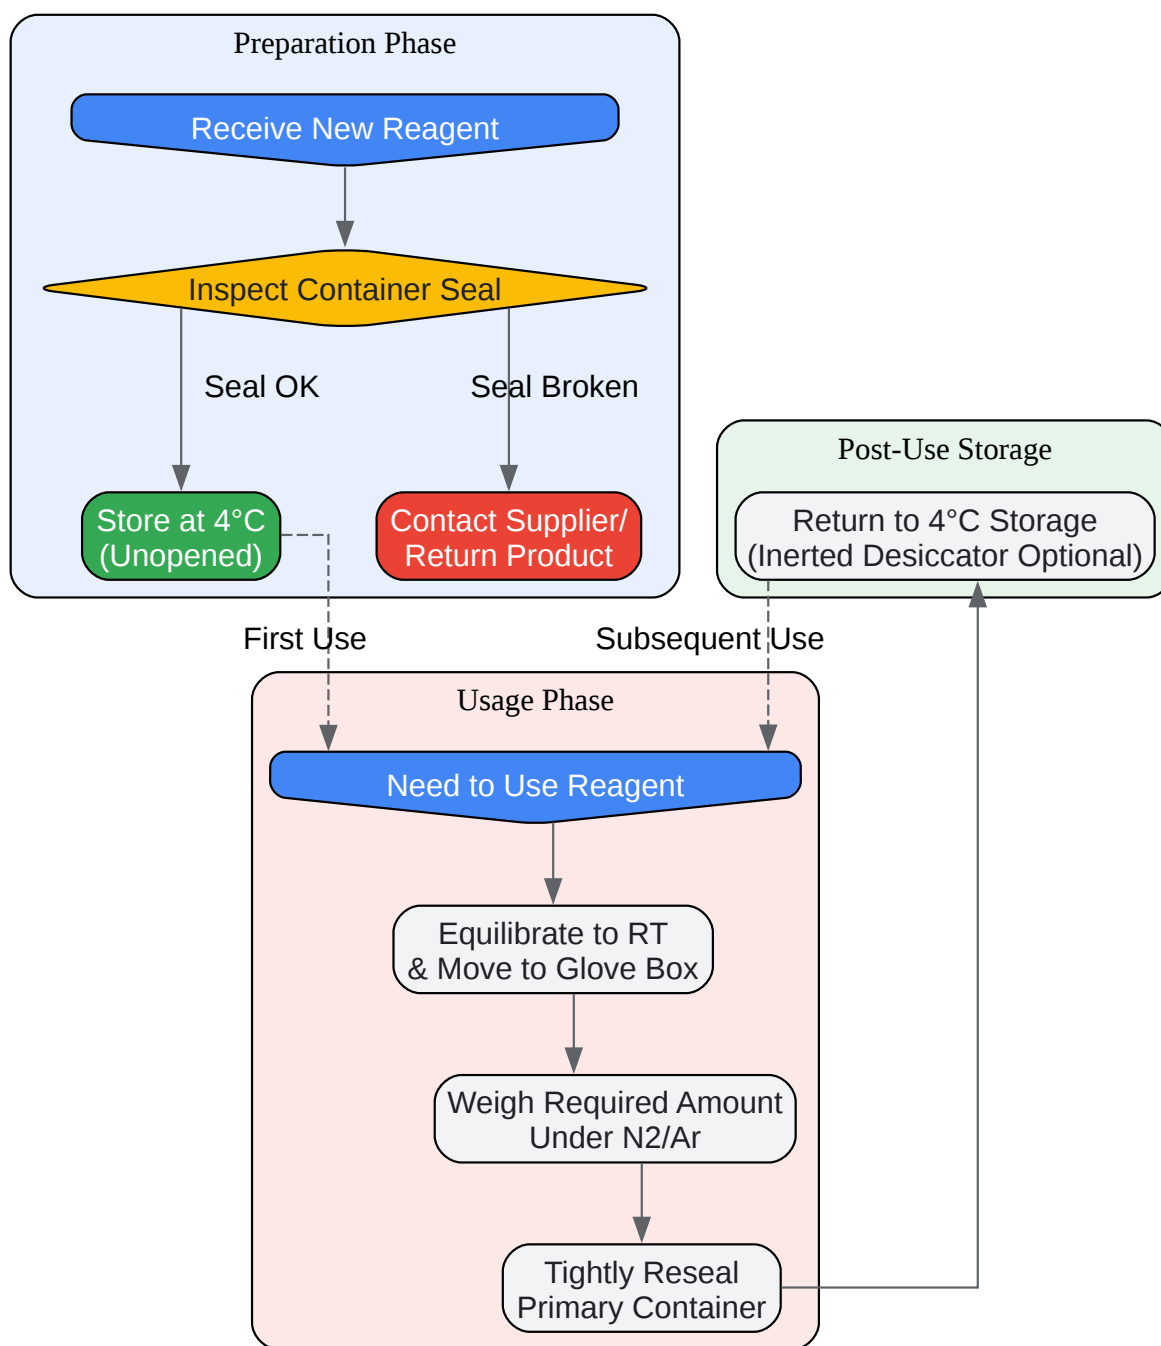 Preparation Phase
Receive New Reagent
Inspect Container Seal
Seal OK
Seal Broken
Store at 4°C
(Unopened)
Contact Supplier/
Return Product
Post-Use Storage
Return to 4°C Storage
(Inerted Desiccator Optional)
First Use
Subsequent Use
Usage Phase
Need to Use Reagent
Equilibrate to RT
& Move to Glove Box
Weigh Required Amount
Under N2/Ar
Tightly Reseal
Primary Container